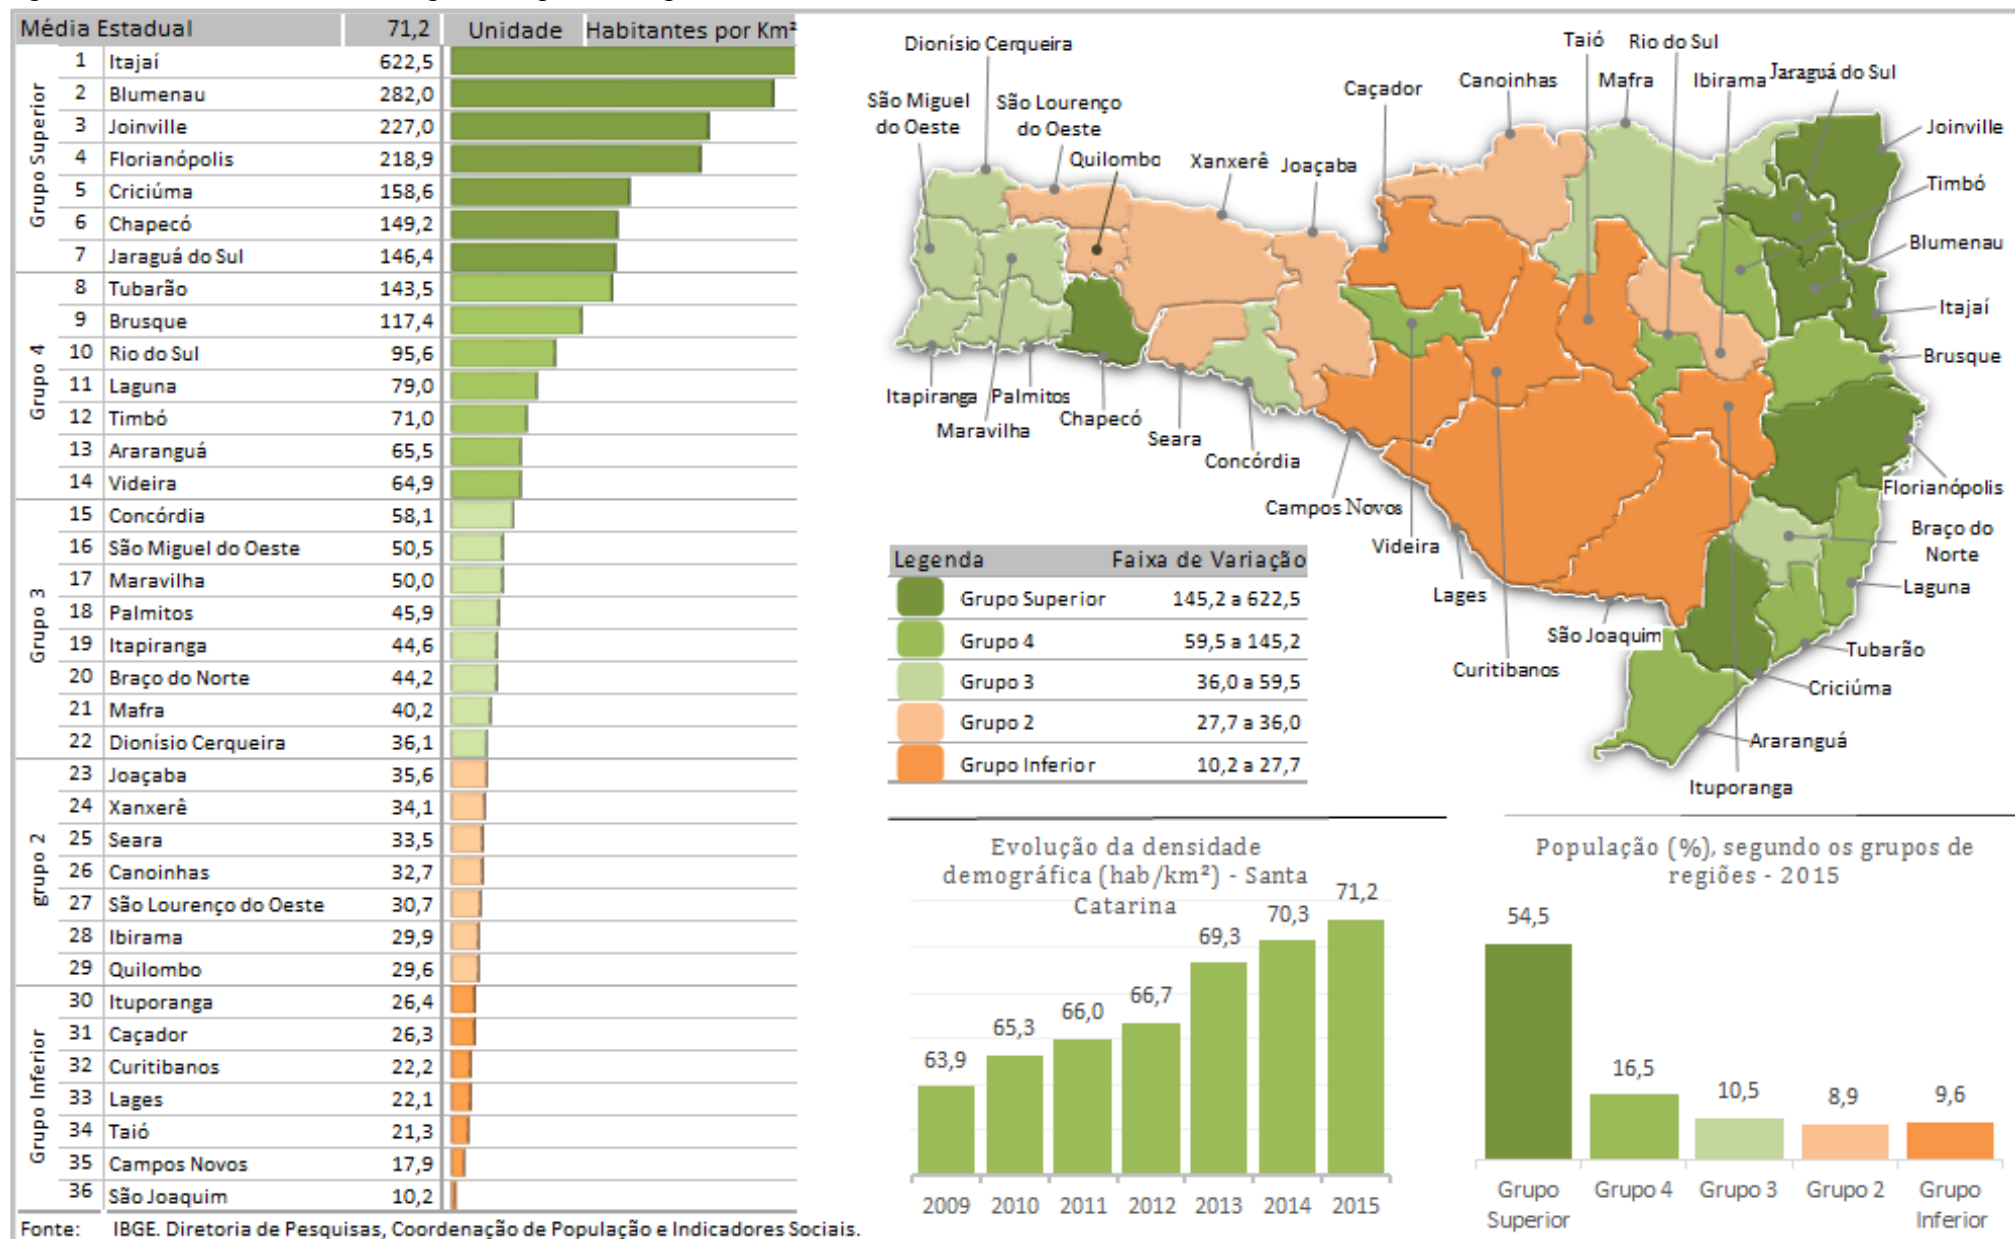 Média Estadual 71,2 Unidade Habitantes por Km²
Grupo Superior
1 Itajaí 622,5
2 Blumenau 282,0
3 Joinville 227,0
4 Florianópolis 218,9
5 Criciúma 158,6
6 Chapecó 149,2
7 Jaraguá do Sul 146,4
Grupo 4
8 Tubarão 143,5
9 Brusque 117,4
10 Rio do Sul 95,6
11 Laguna 79,0
12 Timbó 71,0
13 Araranguá 65,5
14 Videira 64,9
Grupo 3
15 Concórdia 58,1
16 São Miguel do Oeste 50,5
17 Maravilha 50,0
18 Palmitos 45,9
19 Itapiranga 44,6
20 Braço do Norte 44,2
21 Mafra 40,2
22 Dionísio Cerqueira 36,1
grupo 2
23 Joaçaba 35,6
24 Xanxerê 34,1
25 Seara 33,5
26 Canoinhas 32,7
27 São Lourenço do Oeste 30,7
28 Ibirama 29,9
29 Quilombo 29,6
Grupo Inferior
30 Ituporanga 26,4
31 Caçador 26,3
32 Curitibanos 22,2
33 Lages 22,1
34 Taió 21,3
35 Campos Novos 17,9
36 São Joaquim 10,2
Fonte: IBGE. Diretoria de Pesquisas, Coordenação de População e Indicadores Sociais.
Dionísio Cerqueira
São Miguel
do Oeste
São Lourenço
do Oeste
Quilombo
Xanxerê
Joaçaba
Caçador
Canoinhas
Taió
Mafra
Rio do Sul
Ibirama
Jaraguá do Sul
Joinville
Timbó
Blumenau
Itajaí
Brusque
Florianópolis
Braço do
Norte
Laguna
Tubarão
Criciúma
Araranguá
Ituporanga
Itapiranga
Palmitos
Maravilha
Chapecó
Seara
Concórdia
Campos Novos
Videira
Lages
São Joaquim
Curitibanos
Legenda Faixa de Variação
Grupo Superior 145,2 a 622,5
Grupo 4 59,5 a 145,2
Grupo 3 36,0 a 59,5
Grupo 2 27,7 a 36,0
Grupo Inferior 10,2 a 27,7
Evolução da densidade
demográfica (hab/km²) - Santa
Catarina
63,9 65,3 66,0 66,7 69,3 70,3 71,2
2009 2010 2011 2012 2013 2014 2015
População (%), segundo os grupos de
regiões - 2015
54,5 16,5 10,5 8,9 9,6
Grupo Grupo 4 Grupo 3 Grupo 2 Grupo
Superior Inferior